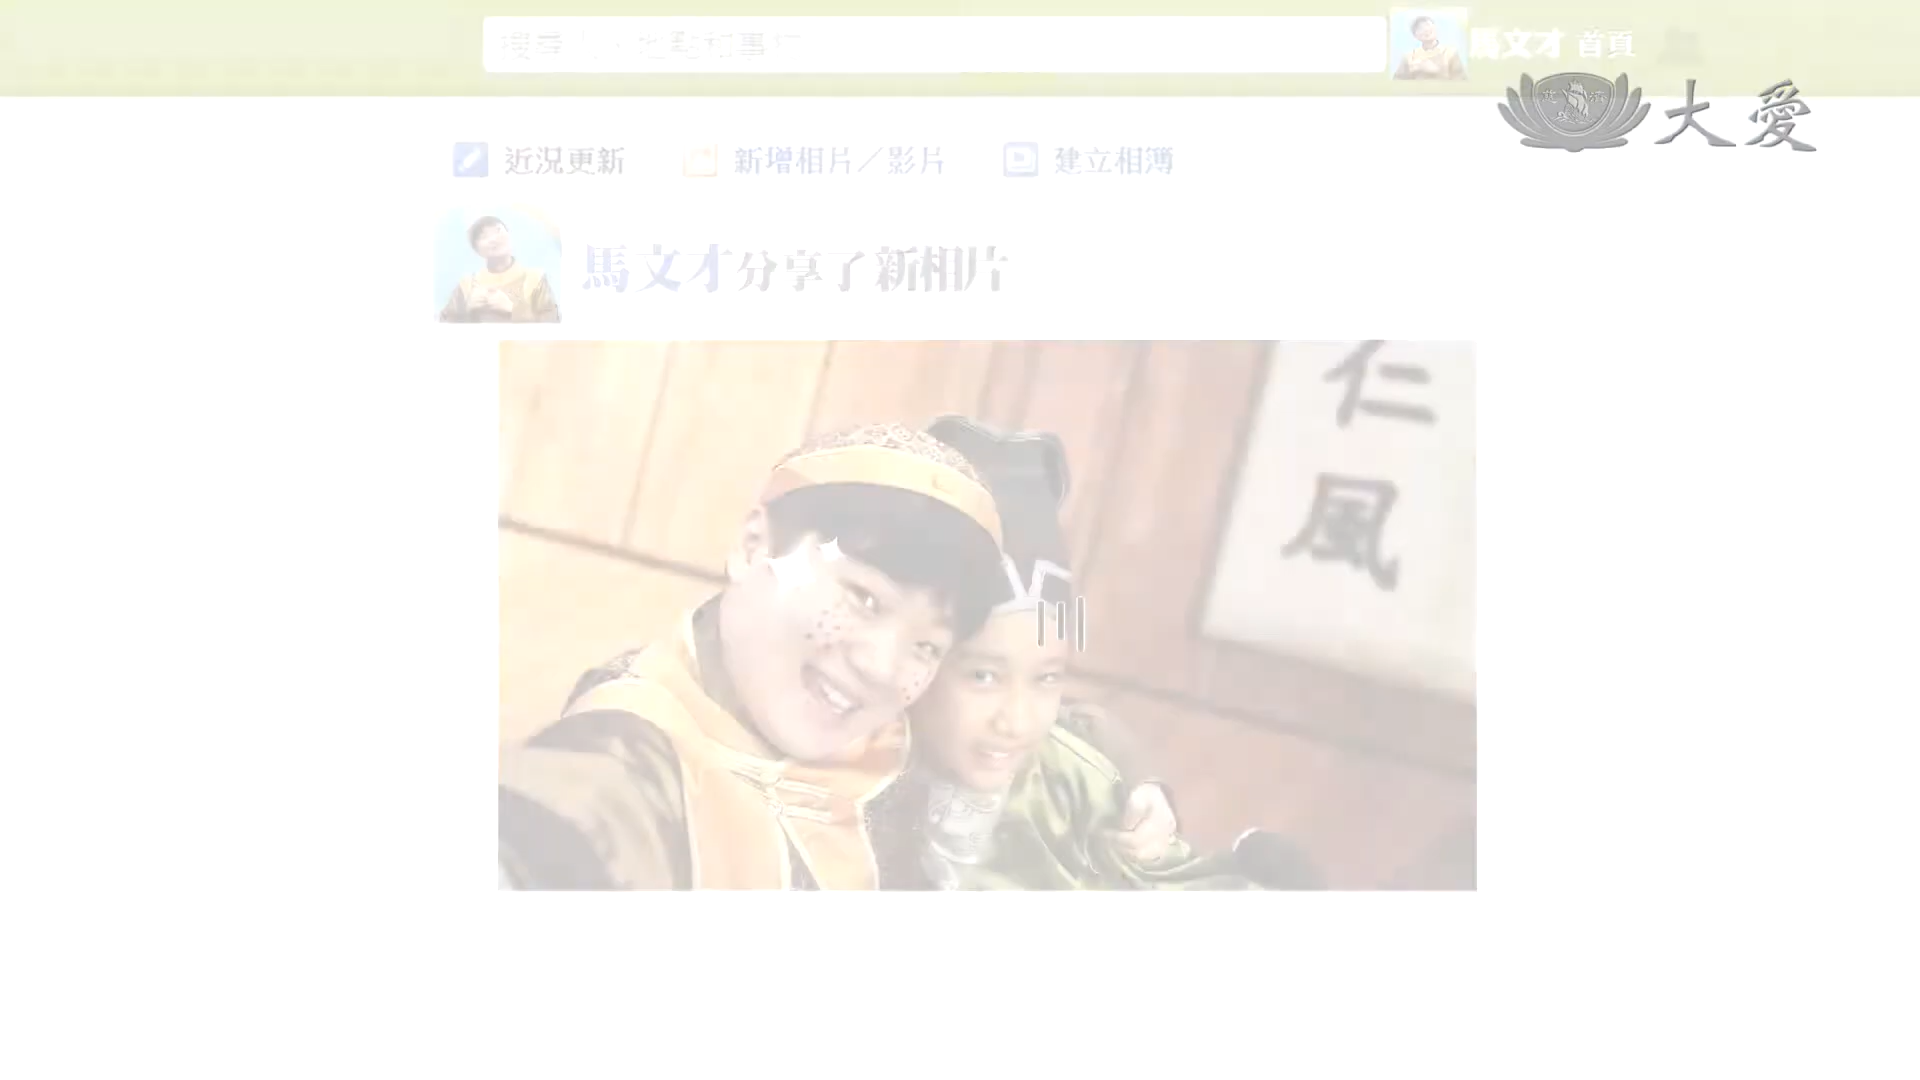 馬文才 首頁
大愛
近況更新 新增相片／影片 建立相簿
馬文才分享了新相片
仁
風